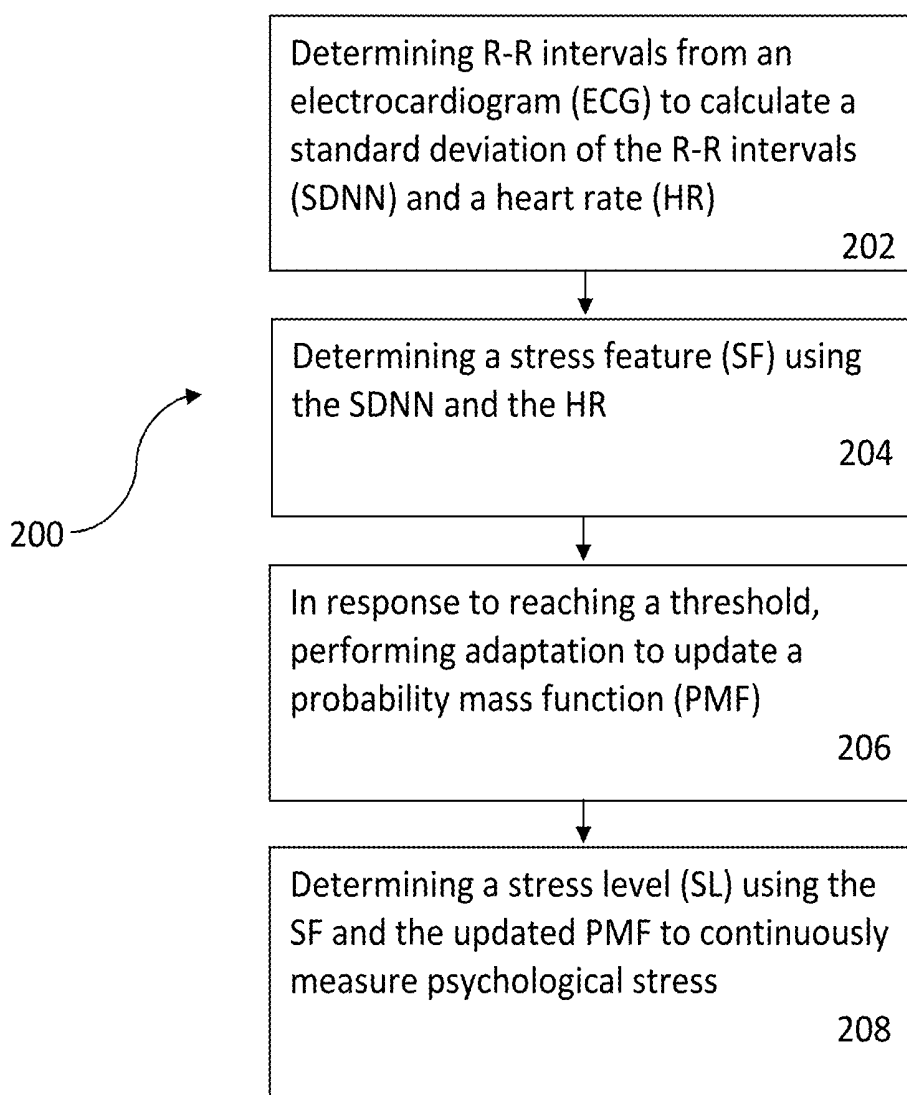 Determining R-R intervals from an
electrocardiogram (ECG) to calculate a
standard deviation of the R-R intervals
(SDNN) and a heart rate (HR)
202
Determining a stress feature (SF) using
the SDNN and the HR
204
200
In response to reaching a threshold,
performing adaptation to update a
probability mass function (PMF)
206
Determining a stress level (SL) using the
SF and the updated PMF to continuously
measure psychological stress
208